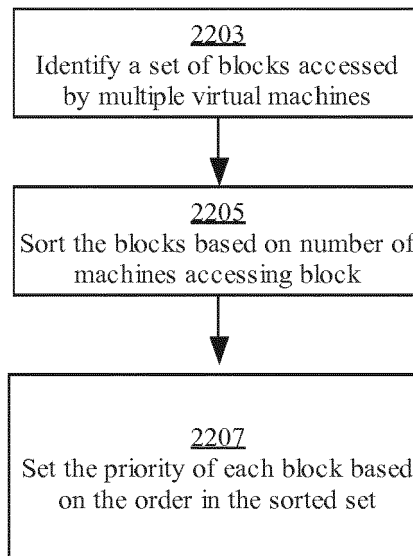 2203
Identify a set of blocks accessed
by multiple virtual machines
2205
Sort the blocks based on number of
machines accessing block
2207
Set the priority of each block based
on the order in the sorted set